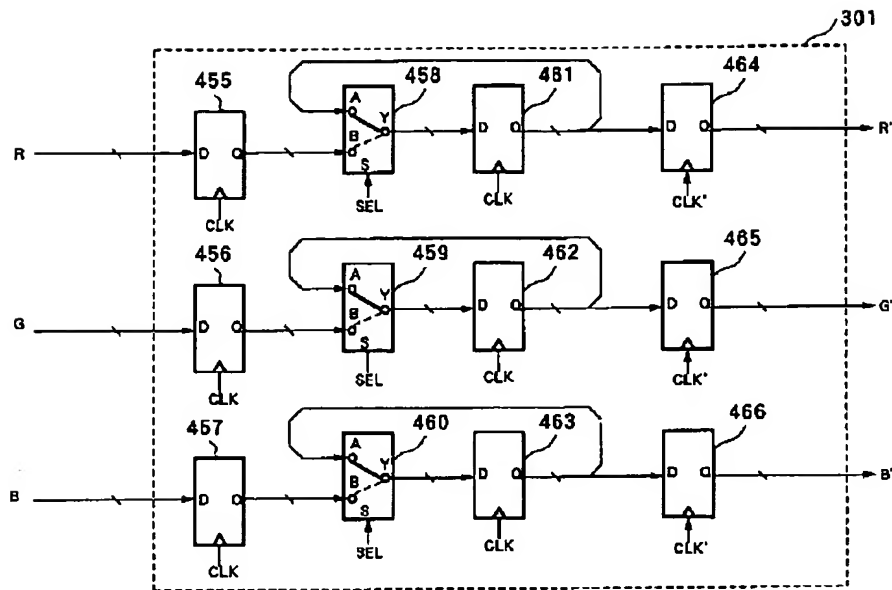 301
455
458
461
464
A
B
Y
S
R
D Q
D Q
D Q
R'
CLK
SEL
CLK
CLK'
456
459
462
465
A
B
Y
S
G
D Q
D Q
D Q
G'
CLK
SEL
CLK
CLK'
457
460
463
466
A
B
Y
S
B
D Q
D Q
D Q
B'
CLK
SEL
CLK
CLK'